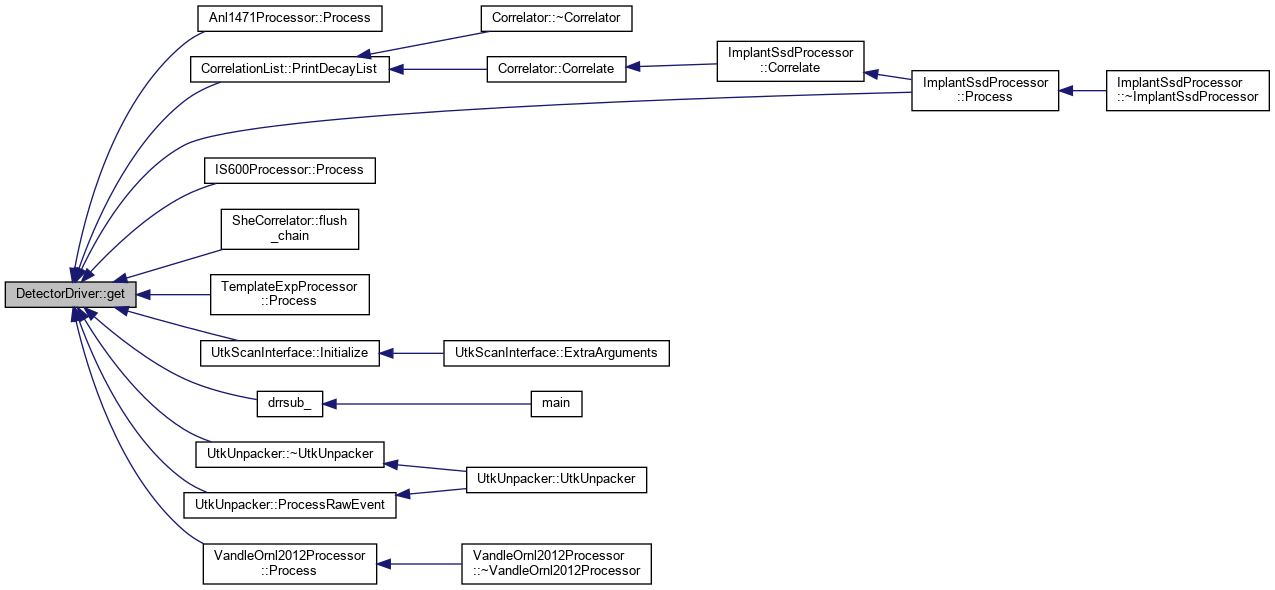 Anl1471Processor::Process
Correlator::~Correlator
CorrelationList::PrintDecayList
Correlator::Correlate
ImplantSsdProcessor
::Correlate
ImplantSsdProcessor
::Process
ImplantSsdProcessor
::~ImplantSsdProcessor
IS600Processor::Process
SheCorrelator::flush
_chain
DetectorDriver::get
TemplateExpProcessor
::Process
UtkScanInterface::Initialize
UtkScanInterface::ExtraArguments
drrsub_
main
UtkUnpacker::~UtkUnpacker
UtkUnpacker::UtkUnpacker
UtkUnpacker::ProcessRawEvent
VandleOrnl2012Processor
::Process
VandleOrnl2012Processor
::~VandleOrnl2012Processor